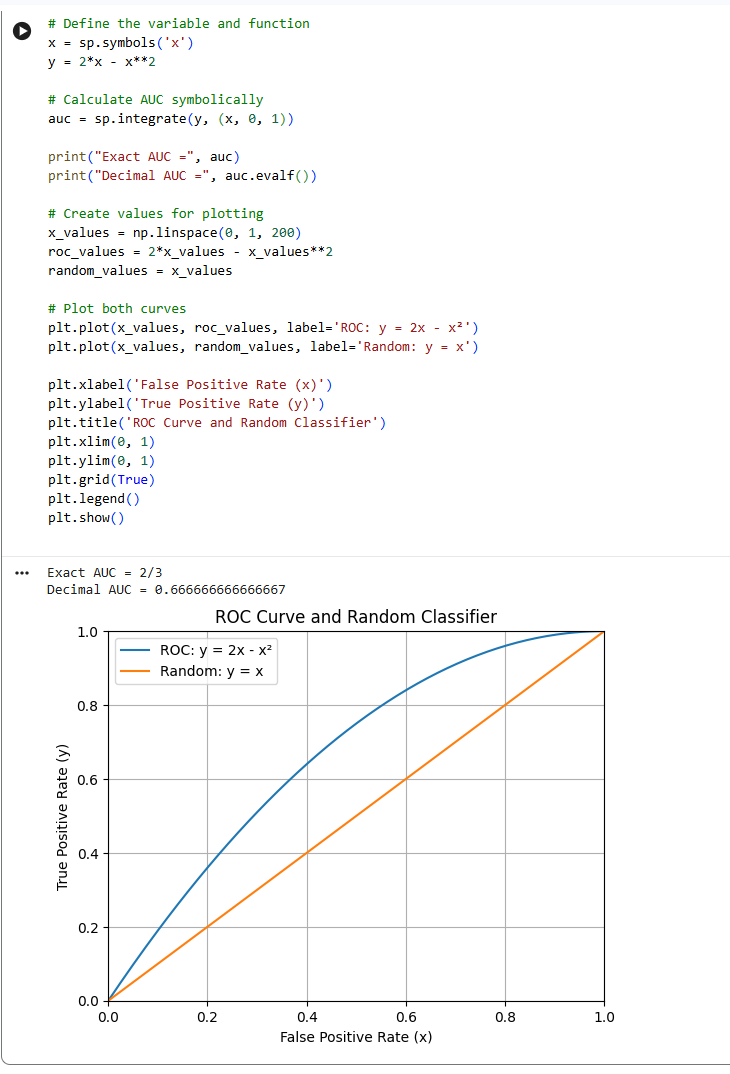 # Define the variable and function
x = sp.symbols('x')
y = 2*x - x**2
# Calculate AUC symbolically
auc = sp.integrate(y, (x, 0, 1))
print("Exact AUC =", auc)
print("Decimal AUC =", auc.evalf())
# Create values for plotting
x_values = np.linspace(0, 1, 200)
roc_values = 2*x_values - x_values**2
random_values = x_values
# Plot both curves
plt.plot(x_values, roc_values, label='ROC: y = 2x - x²')
plt.plot(x_values, random_values, label='Random: y = x')
plt.xlabel('False Positive Rate (x)')
plt.ylabel('True Positive Rate (y)')
plt.title('ROC Curve and Random Classifier')
plt.xlim(0, 1)
plt.ylim(0, 1)
plt.grid(True)
plt.legend()
plt.show()
Exact AUC = 2/3
Decimal AUC = 0.666666666666667
ROC Curve and Random Classifier
ROC: y = 2x - x²
Random: y = x
True Positive Rate (y)
1.0
0.8
0.6
0.4
0.2
0.0
0.0 0.2 0.4 0.6 0.8 1.0
False Positive Rate (x)